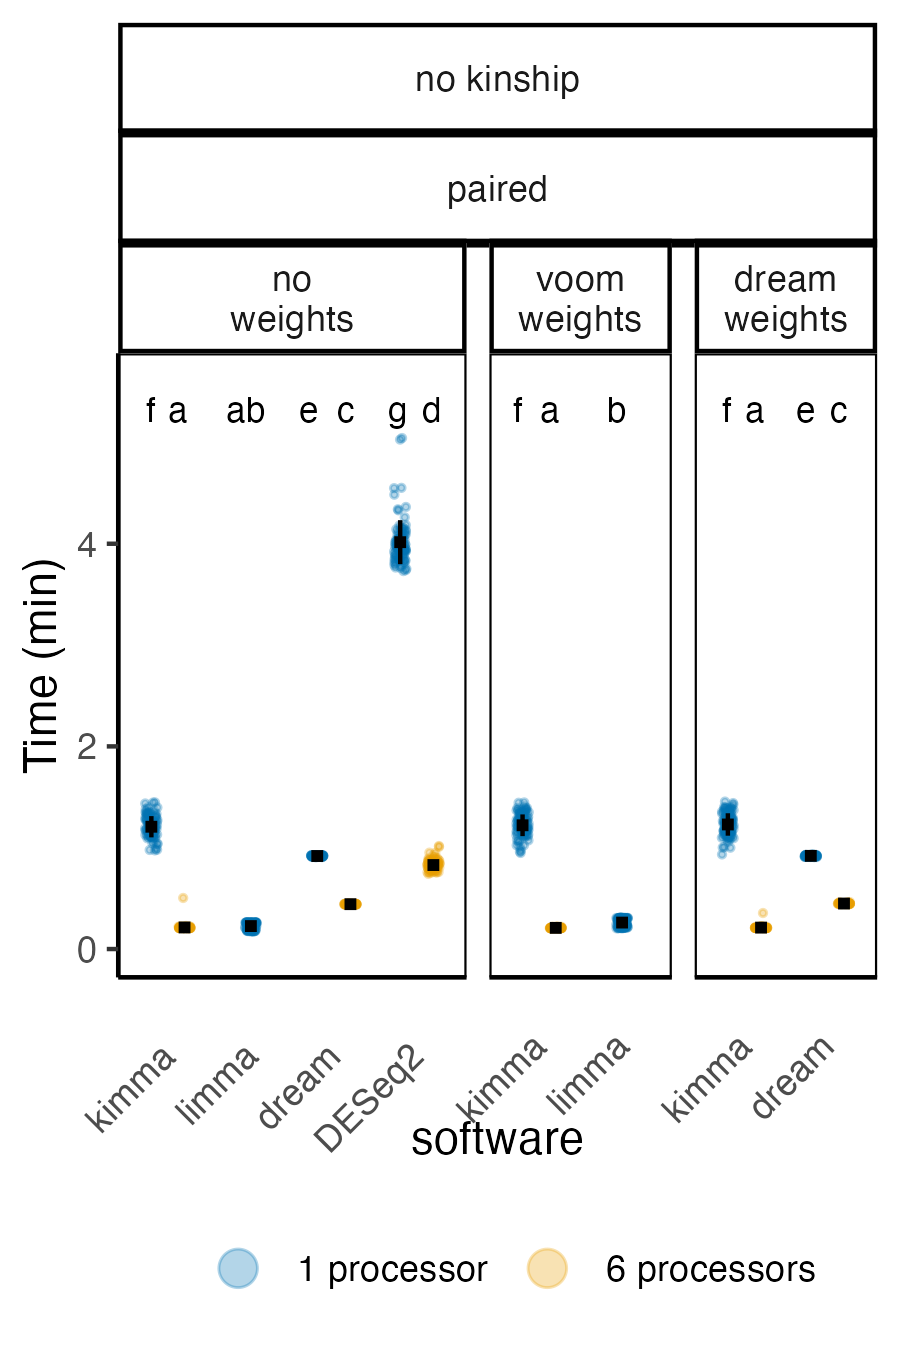 no kinship
paired
no
weights
voom
weights
dream
weights
f a ab e c g d
f a b
f a e c
4
2
0
Time (min)
kimma
limma
dream
DESeq2
kimma
limma
kimma
dream
software
1 processor
6 processors